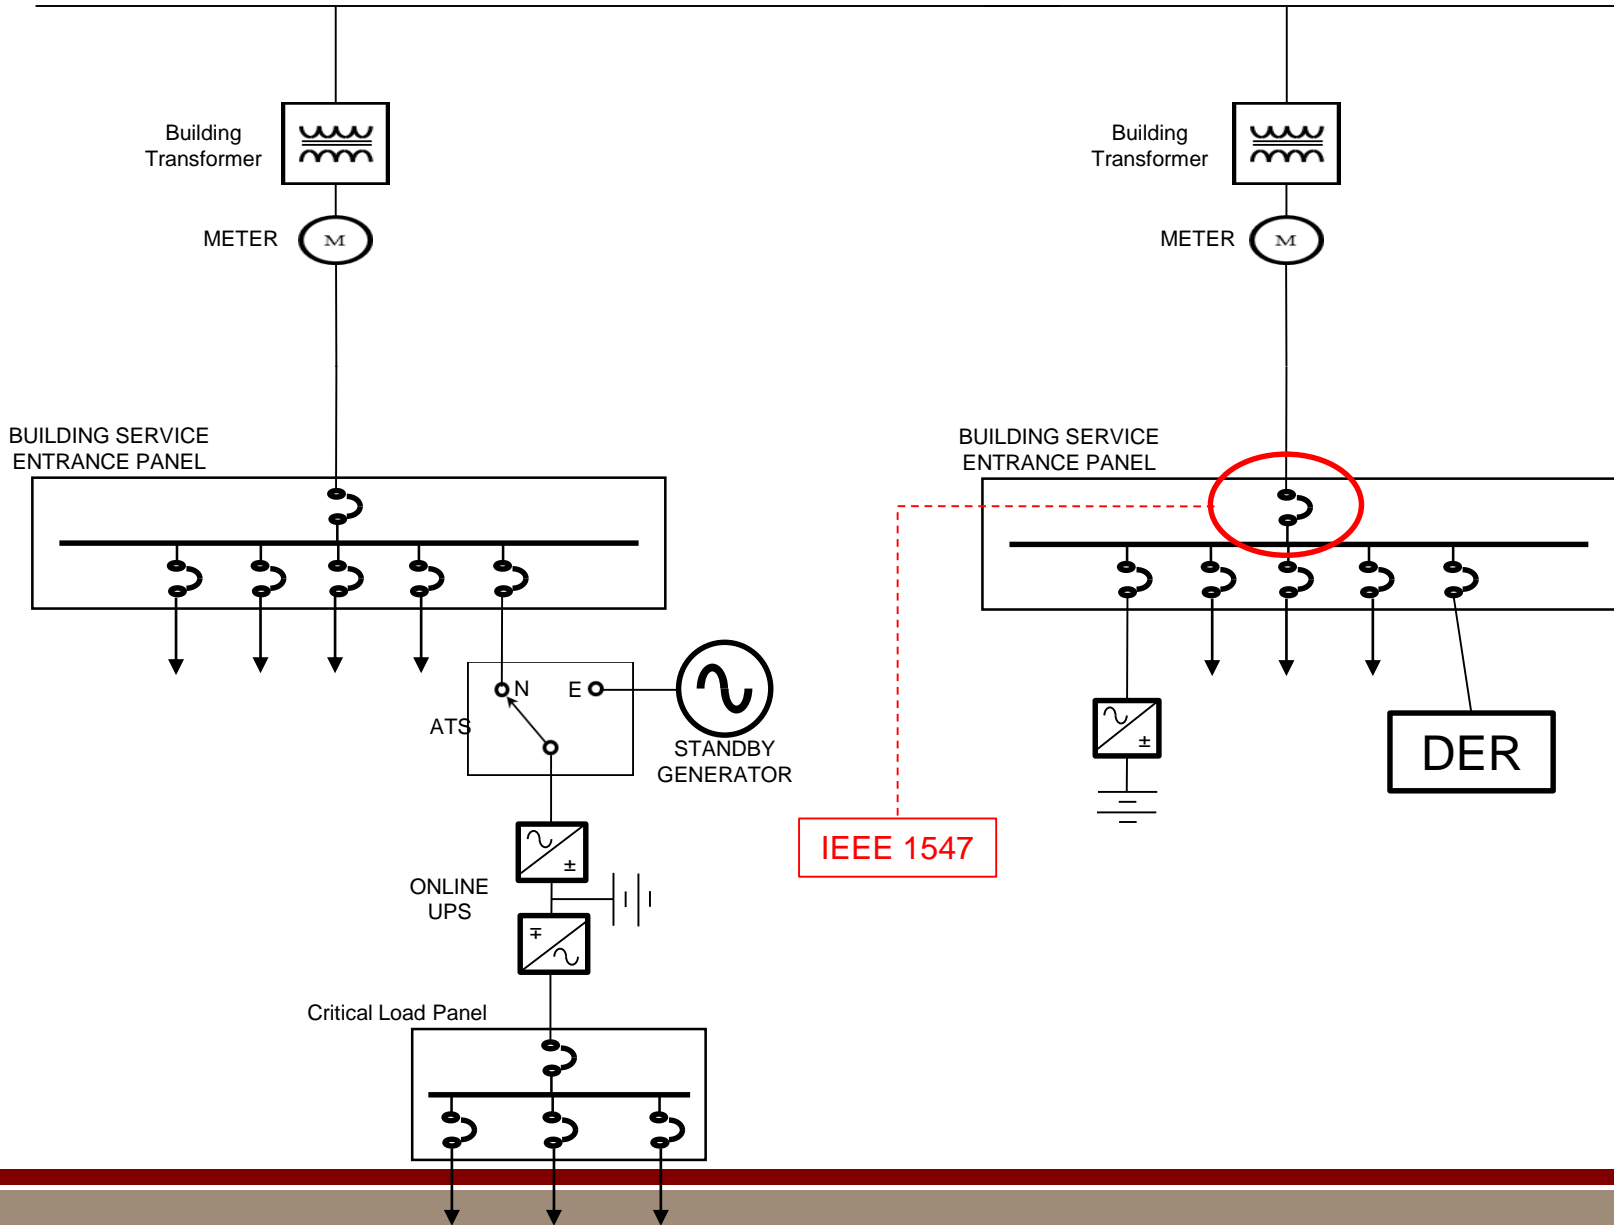 Building
Transformer
M
METER
BUILDING SERVICE
ENTRANCE PANEL
N
E
ATS
STANDBY
GENERATOR
±
ONLINE
UPS
∓
Critical Load Panel
Building
Transformer
M
METER
BUILDING SERVICE
ENTRANCE PANEL
±
DER
IEEE 1547